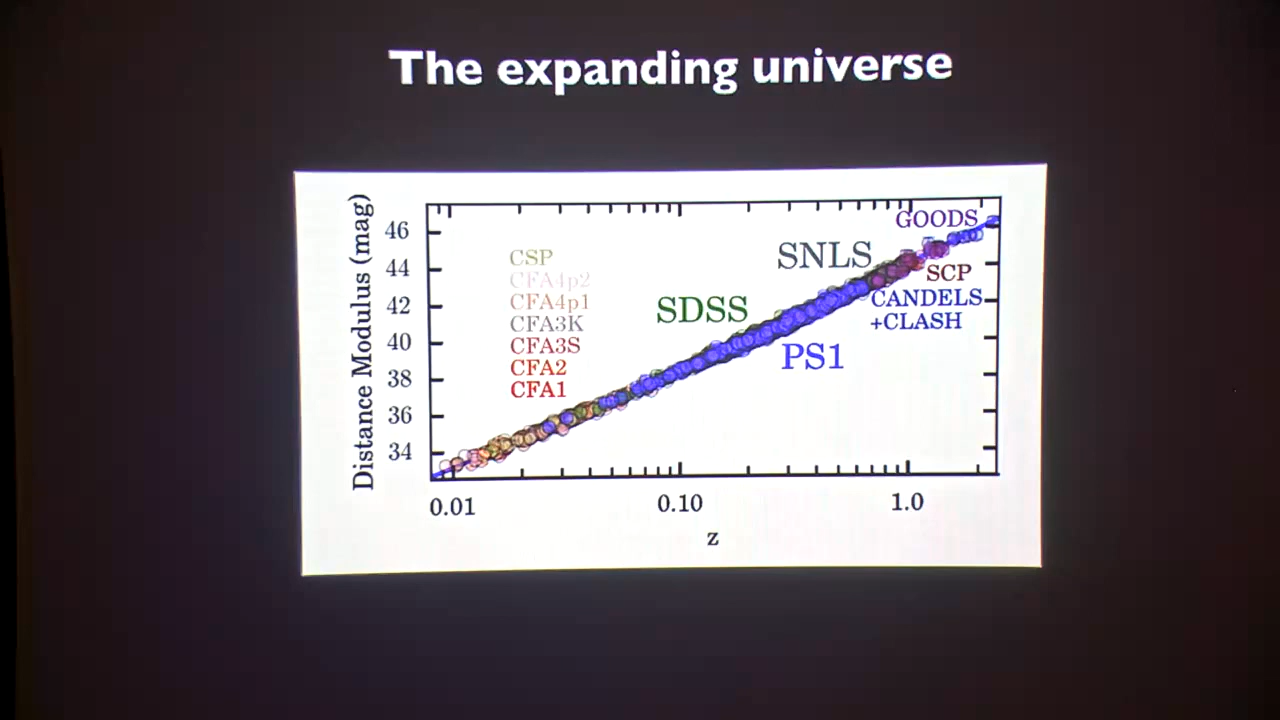 The expanding universe
Distance Modulus (mag)
46
44
42
40
38
36
34
CSP
CFA4p2
CFA4p1
CFA3K
CFA3S
CFA2
CFA1
SDSS
SNLS
PS1
GOODS
SCP
CANDELS
+CLASH
0.01
0.10
1.0
z